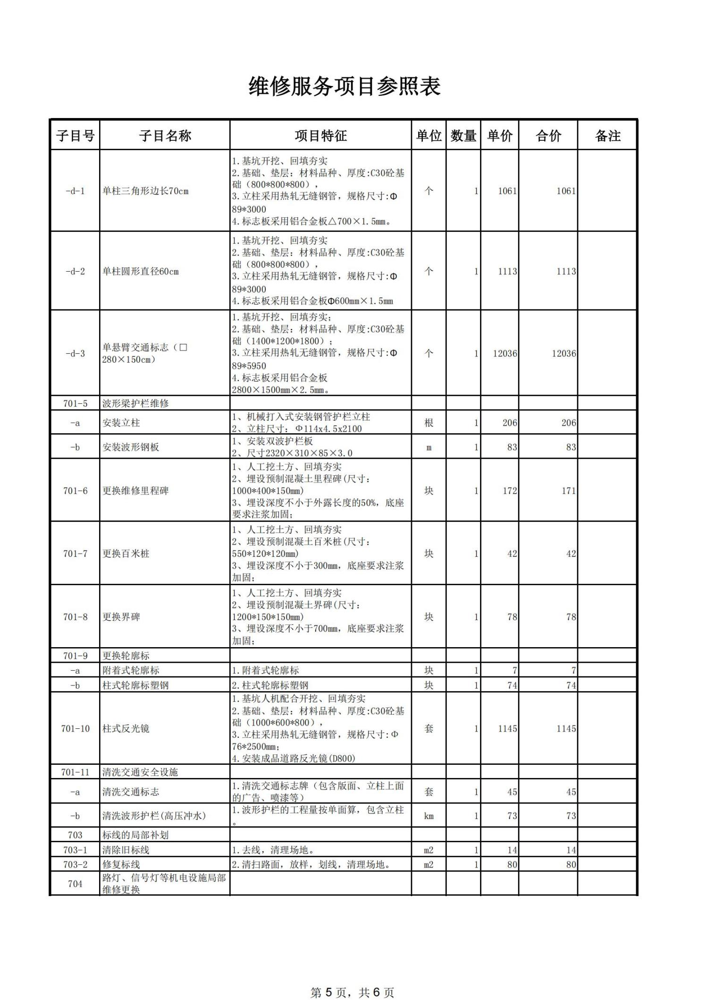 维修服务项目参照表
子目号 子目名称 项目特征 单位 数量 单价 合价 备注
-d-1 单柱三角形边长70cm 1.基坑开挖、回填夯实
2.基础、垫层：材料品种、厚度:C30砼基
础（800*800*800），
3.立柱采用热轧无缝钢管，规格尺寸:Φ
89*3000
4.标志板采用铝合金板△700×1.5mm。
个 1 1061 1061
-d-2 单柱圆形直径60cm 1.基坑开挖、回填夯实
2.基础、垫层：材料品种、厚度:C30砼基
础（800*800*800），
3.立柱采用热轧无缝钢管，规格尺寸:Φ
89*3000
4.标志板采用铝合金板Φ600mm×1.5mm
个 1 1113 1113
-d-3 单悬臂交通标志（□
280×150cm）
1.基坑开挖、回填夯实；
2.基础、垫层：材料品种、厚度:C30砼基
础（1400*1200*1800）；
3.立柱采用热轧无缝钢管，规格尺寸:Φ
89*5950
4.标志板采用铝合金板
2800×1500mm×2.5mm。
个 1 12036 12036
701-5 波形梁护栏维修
-a 安装立柱 1、机械打入式安装钢管护栏立柱
2、立柱尺寸：Φ114x4.5x2100
根 1 206 206
-b 安装波形钢板 1、安装双波护栏板
2、尺寸2320×310×85×3.0
m 1 83 83
701-6 更换维修里程碑 1、人工挖土方、回填夯实
2、埋设预制混凝土里程碑(尺寸：
1000*400*150mm)
3、埋设深度不小于外露长度的50%，底座
要求注浆加固；
块 1 172 171
701-7 更换百米桩 1、人工挖土方、回填夯实
2、埋设预制混凝土百米桩(尺寸：
550*120*120mm)
3、埋设深度不小于300mm，底座要求注浆
加固；
块 1 42 42
701-8 更换界碑 1、人工挖土方、回填夯实
2、埋设预制混凝土界碑(尺寸：
1200*150*150mm)
3、埋设深度不小于700mm，底座要求注浆
加固；
块 1 78 78
701-9 更换轮廓标
-a 附着式轮廓标 1.附着式轮廓标 块 1 7 7
-b 柱式轮廓标塑钢 2.柱式轮廓标塑钢 块 1 74 74
701-10 柱式反光镜 1.基坑人机配合开挖、回填夯实
2.基础、垫层：材料品种、厚度:C30砼基
础（1000*600*800），
3.立柱采用热轧无缝钢管，规格尺寸:Φ
76*2500mm；
4.安装成品道路反光镜(D800)
套 1 1145 1145
701-11 清洗交通安全设施
-a 清洗交通标志 1.清洗交通标志牌（包含版面、立柱上面
的广告、喷漆等）
套 1 45 45
-b 清洗波形护栏(高压冲水) 1.波形护栏的工程量按单面算，包含立柱
。
km 1 73 73
703 标线的局部补划
703-1 清除旧标线 1.去线，清理场地。 m2 1 14 14
703-2 修复标线 2.清扫路面，放样，划线，清理场地。 m2 1 80 80
704 路灯、信号灯等机电设施局部
维修更换
第 5 页，共 6 页